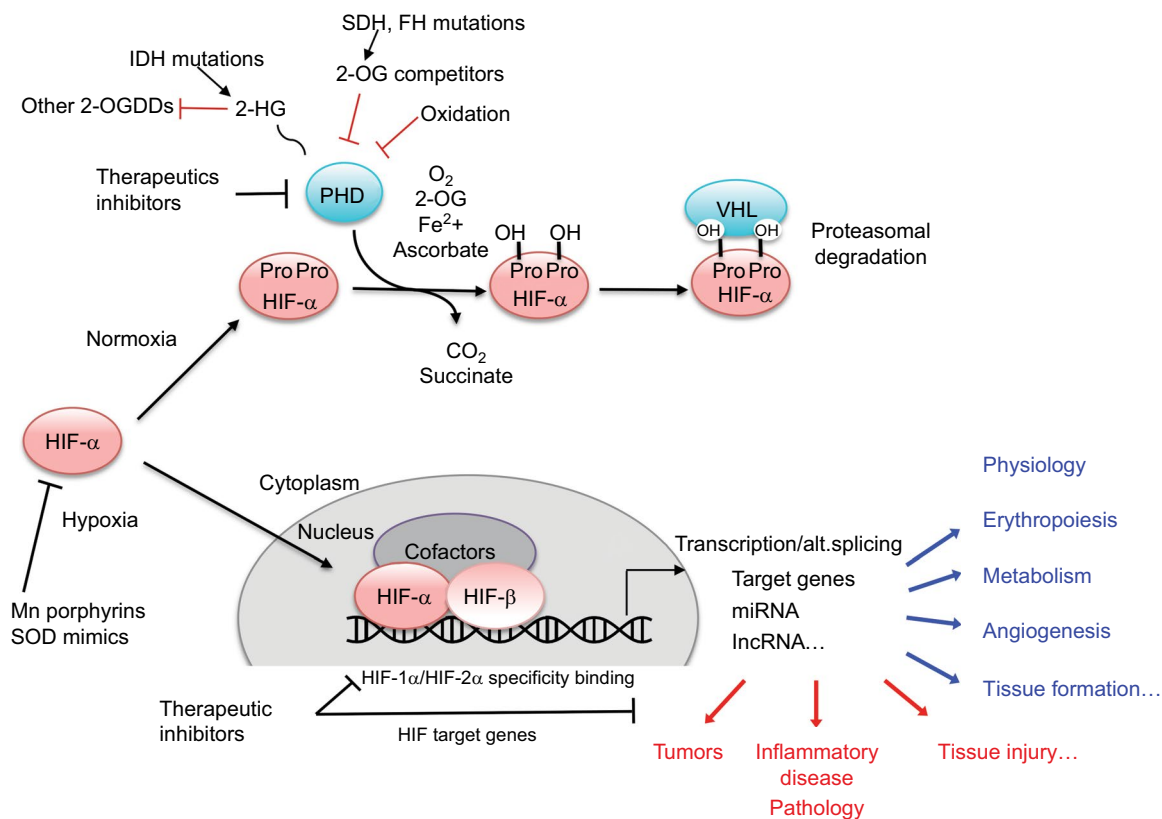 SDH, FH mutations
IDH mutations
2-OG competitors
Other 2-OGDDs
2-HG
Oxidation
Therapeutics
inhibitors
PHD
O2
2-OG
Fe2+
Ascorbate
OH OH
VHL
OH OH
Proteasomal
degradation
Pro Pro
HIF-α
Pro Pro
HIF-α
Pro Pro
HIF-α
Normoxia
CO2
Succinate
HIF-α
Hypoxia
Mn porphyrins
SOD mimics
Cytoplasm
Nucleus
Cofactors
HIF-α
HIF-β
Transcription/alt.splicing
Target genes
miRNA
lncRNA…
Physiology
Erythropoiesis
Metabolism
Angiogenesis
Tissue formation…
HIF-1α/HIF-2α specificity binding
Therapeutic
inhibitors
HIF target genes
Tumors
Inflammatory
disease
Tissue injury…
Pathology